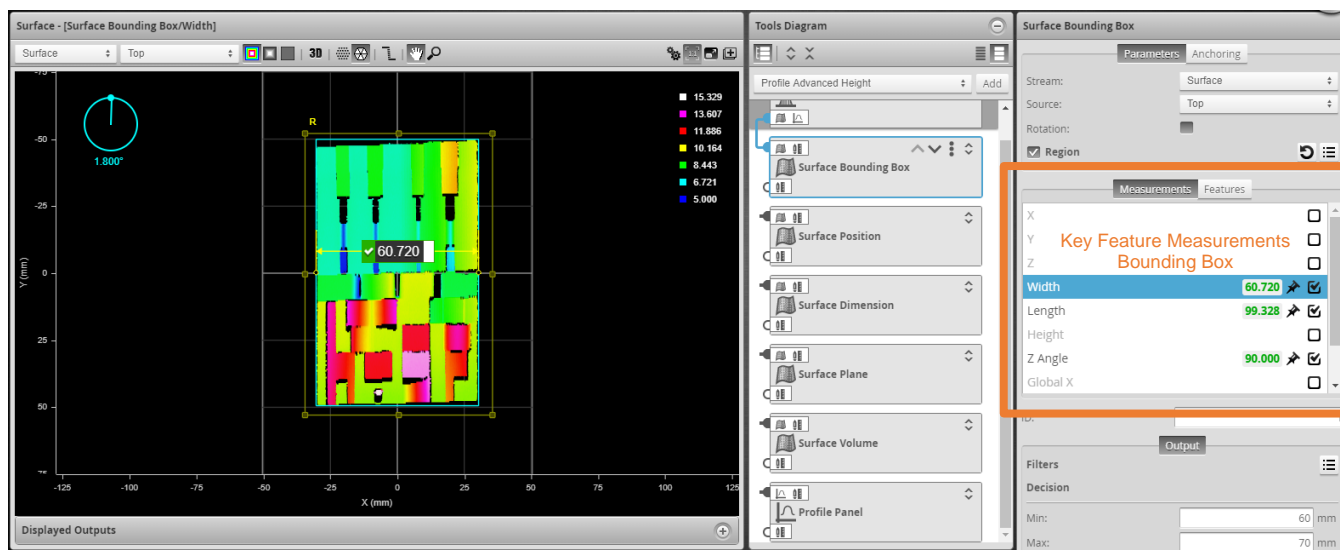 Surface - [Surface Bounding Box/Width]
Surface
Top
3D
R
1.800°
15.329
13.607
11.886
10.164
8.443
6.721
5.000
-50
-25
0
25
50
Y (mm)
60.720
-125
-100
-75
-50
-25
0
25
50
75
100
X (mm)
Displayed Outputs
Tools Diagram
Profile Advanced Height
Add
Surface Bounding Box
Surface Position
Surface Dimension
Surface Plane
Surface Volume
Profile Panel
Surface Bounding Box
Parameters Anchoring
Stream: Surface
Source: Top
Rotation:
Region
Measurements Features
X
Y
Z
Key Feature Measurements
Bounding Box
Width 60.720
Length 99.328
Height
Z Angle 90.000
Global X
Output
Filters
Decision
Min: 60 mm
Max: 70 mm